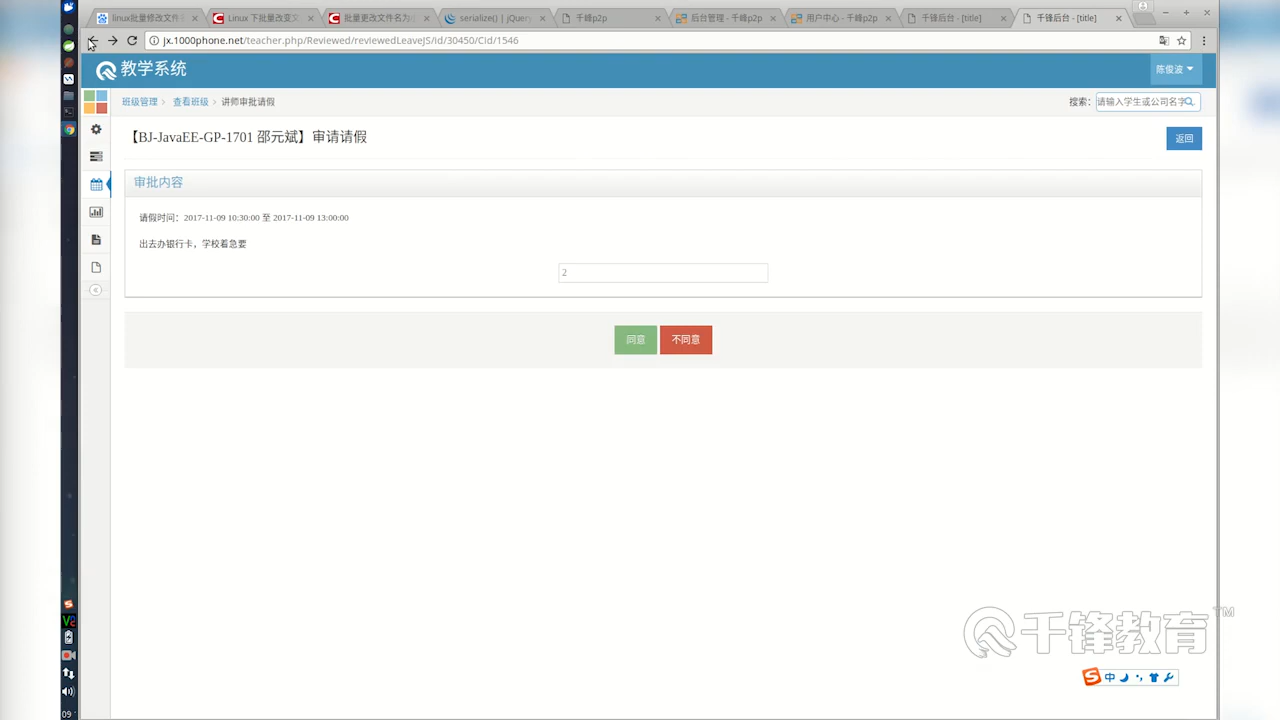 linux批量修改文件
Linux 下批量改变文
批量更改文件名为
serialize() | jQuery
千峰p2p
后台管理 - 千峰p2p
用户中心 - 千峰p2p
千锋后台 - [title]
千锋后台 - [title]
jx.1000phone.net/teacher.php/Reviewed/reviewedLeaveJS/id/30450/Cid/1546
教学系统
陈俊波
班级管理 查看班级 讲师审批请假
搜索: 请输入学生或公司名字
【BJ-JavaEE-GP-1701 邵元斌】审请请假
返回
审批内容
请假时间：2017-11-09 10:30:00 至 2017-11-09 13:00:00
出去办银行卡，学校着急要
2
同意 不同意
千锋教育TM
中
09